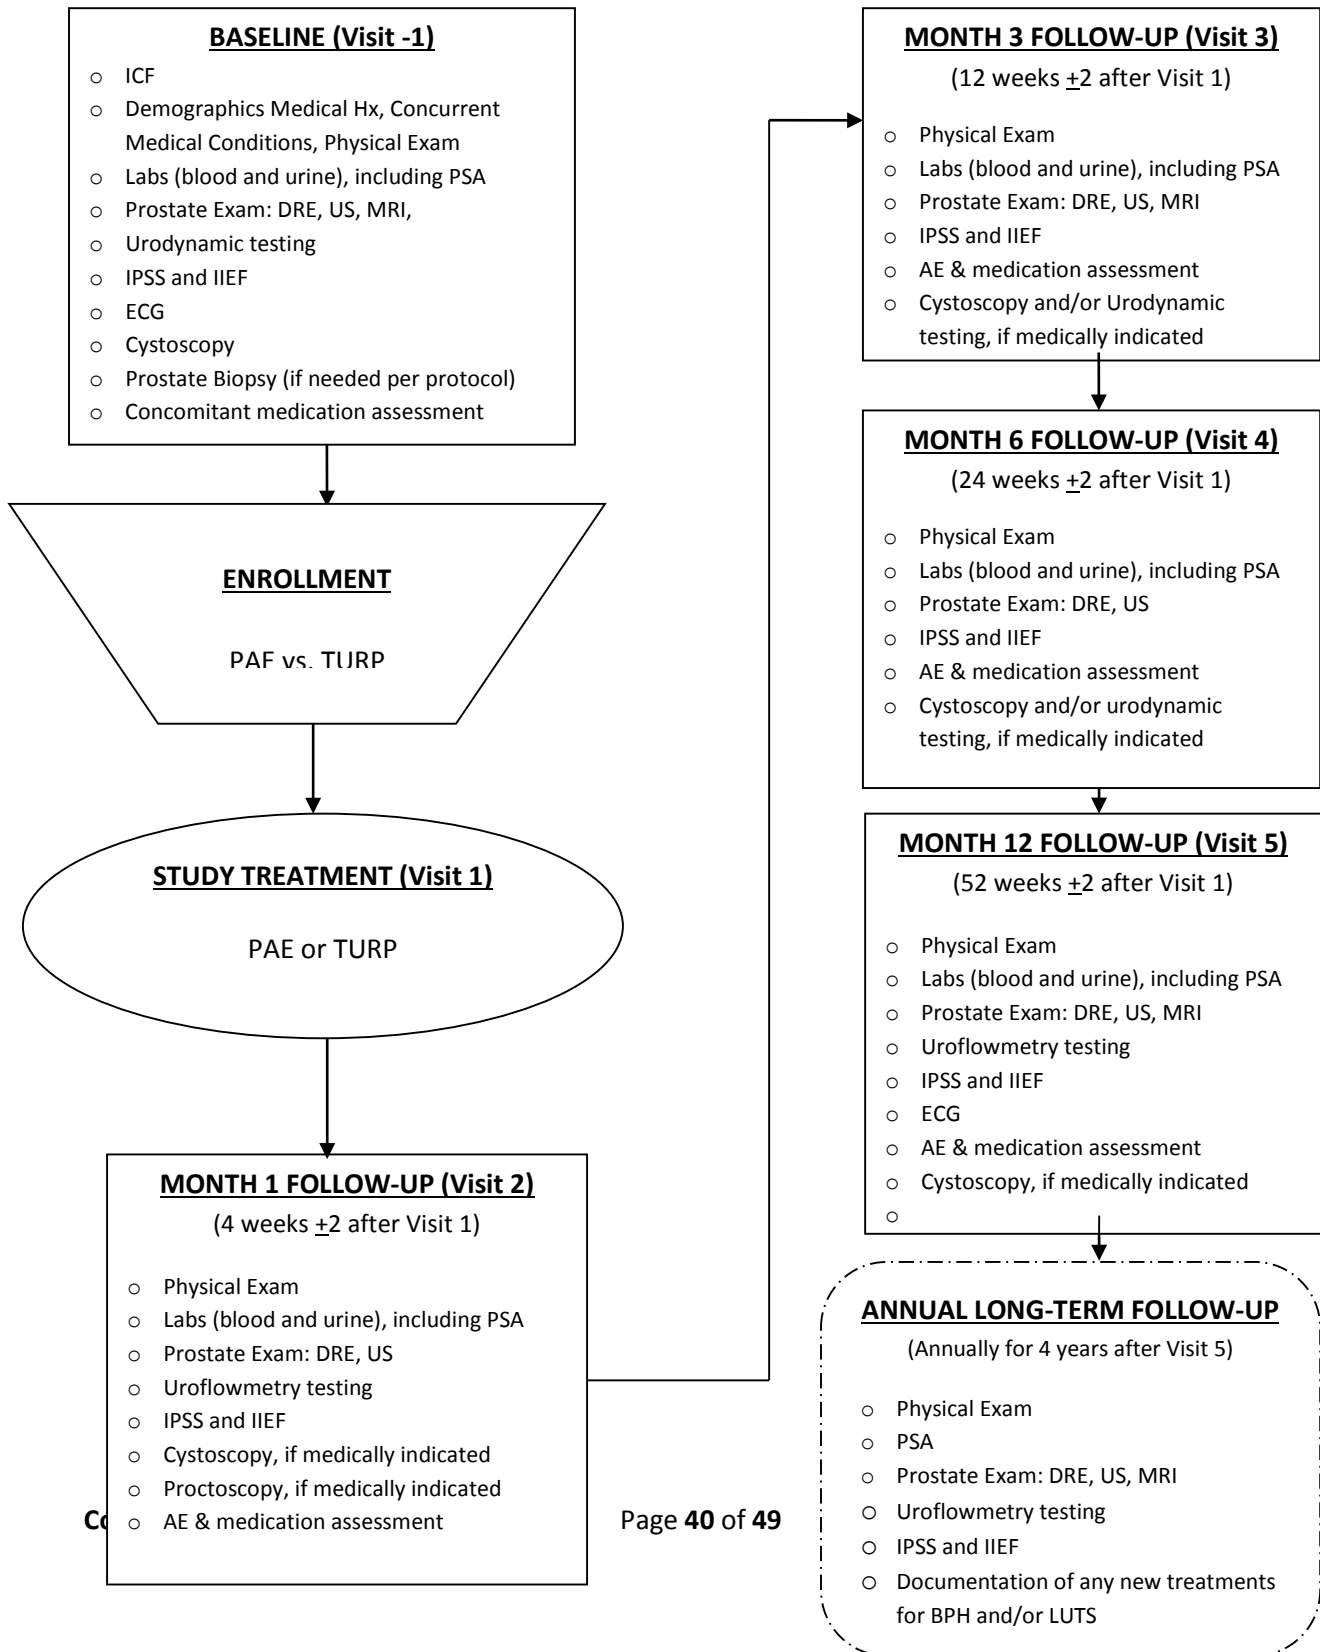 BASELINE (Visit -1)
o ICF
o Demographics Medical Hx, Concurrent
Medical Conditions, Physical Exam
o Labs (blood and urine), including PSA
o Prostate Exam: DRE, US, MRI,
o Urodynamic testing
o IPSS and IIEF
o ECG
o Cystoscopy
o Prostate Biopsy (if needed per protocol)
o Concomitant medication assessment
ENROLLMENT
PAE vs. TURP
STUDY TREATMENT (Visit 1)
PAE or TURP
MONTH 1 FOLLOW-UP (Visit 2)
(4 weeks +2 after Visit 1)
o Physical Exam
o Labs (blood and urine), including PSA
o Prostate Exam: DRE, US
o Uroflowmetry testing
o IPSS and IIEF
o Cystoscopy, if medically indicated
o Proctoscopy, if medically indicated
o AE & medication assessment
MONTH 3 FOLLOW-UP (Visit 3)
(12 weeks +2 after Visit 1)
o Physical Exam
o Labs (blood and urine), including PSA
o Prostate Exam: DRE, US, MRI
o IPSS and IIEF
o AE & medication assessment
o Cystoscopy and/or Urodynamic
testing, if medically indicated
MONTH 6 FOLLOW-UP (Visit 4)
(24 weeks +2 after Visit 1)
o Physical Exam
o Labs (blood and urine), including PSA
o Prostate Exam: DRE, US
o IPSS and IIEF
o AE & medication assessment
o Cystoscopy and/or urodynamic
testing, if medically indicated
MONTH 12 FOLLOW-UP (Visit 5)
(52 weeks +2 after Visit 1)
o Physical Exam
o Labs (blood and urine), including PSA
o Prostate Exam: DRE, US, MRI
o Uroflowmetry testing
o IPSS and IIEF
o ECG
o AE & medication assessment
o Cystoscopy, if medically indicated
o
ANNUAL LONG-TERM FOLLOW-UP
(Annually for 4 years after Visit 5)
o Physical Exam
o PSA
o Prostate Exam: DRE, US, MRI
o Uroflowmetry testing
o IPSS and IIEF
o Documentation of any new treatments
for BPH and/or LUTS
Page 40 of 49